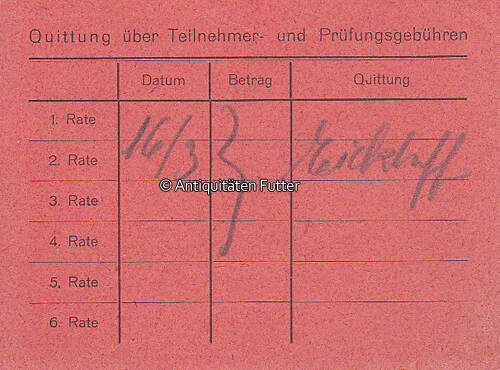 Quittung über Teilnehmer- und Prüfungsgebühren
Datum Betrag Quittung
1. Rate
2. Rate 16/3
© Antiquitäten Futter
3. Rate
4. Rate
5. Rate
6. Rate